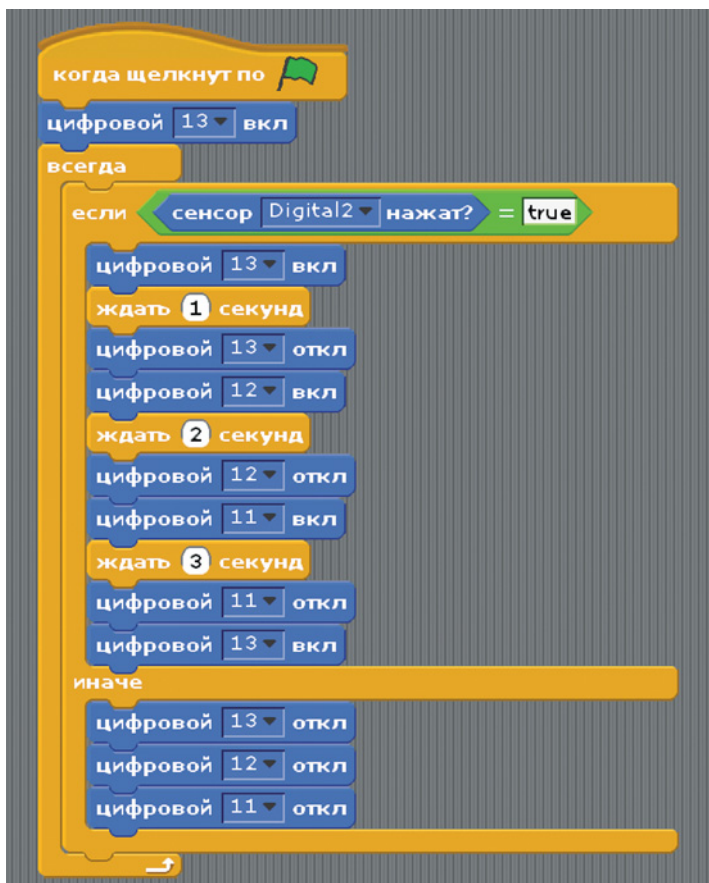 когда щелкнут по
цифровой 13 вкл
всегда
если сенсор Digital2 нажат? = true
цифровой 13 вкл
ждать 1 секунд
цифровой 13 откл
цифровой 12 вкл
ждать 2 секунд
цифровой 12 откл
цифровой 11 вкл
ждать 3 секунд
цифровой 11 откл
цифровой 13 вкл
иначе
цифровой 13 откл
цифровой 12 откл
цифровой 11 откл